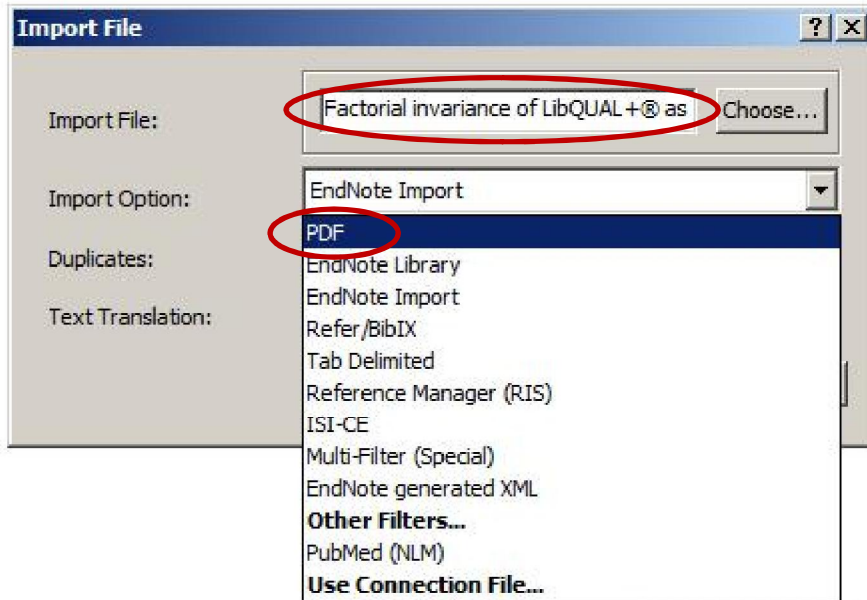 Import File
Import File:
Factorial invariance of LibQUAL+® as
Choose...
Import Option:
EndNote Import
PDF
Duplicates:
EndNote Library
EndNote Import
Text Translation:
Refer/BibIX
Tab Delimited
Reference Manager (RIS)
ISI-CE
Multi-Filter (Special)
EndNote generated XML
Other Filters...
PubMed (NLM)
Use Connection File...